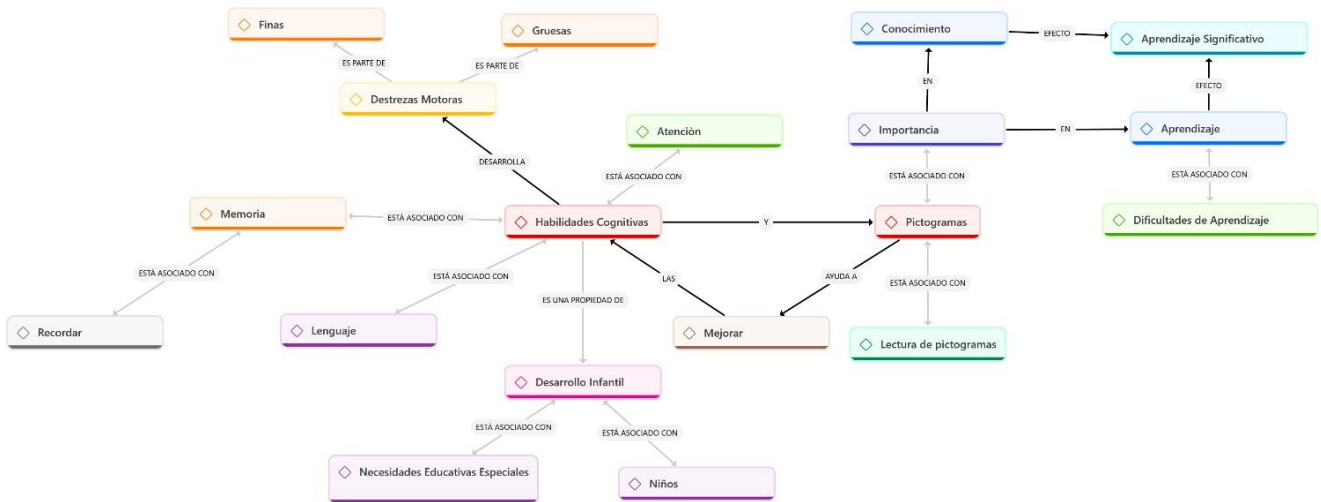 Finas
Gruesas
Conocimiento
EFECTO
Aprendizaje Significativo
ES PARTE DE
ES PARTE DE
EN
EFECTO
Destrezas Motoras
Atenciòn
Importancia
EN
Aprendizaje
DESARROLLA
ESTÁ ASOCIADO CON
ESTÁ ASOCIADO CON
ESTÁ ASOCIADO CON
Memoria
ESTÁ ASOCIADO CON
Habilidades Cognitivas
Y
Pictogramas
Dificultades de Aprendizaje
ESTÁ ASOCIADO CON
ESTÁ ASOCIADO CON
LAS
AYUDA A
ESTÁ ASOCIADO CON
ES UNA PROPIEDAD DE
Recordar
Lenguaje
Mejorar
Lectura de pictogramas
Desarrollo Infantil
ESTÁ ASOCIADO CON
ESTÁ ASOCIADO CON
Necesidades Educativas Especiales
Niños